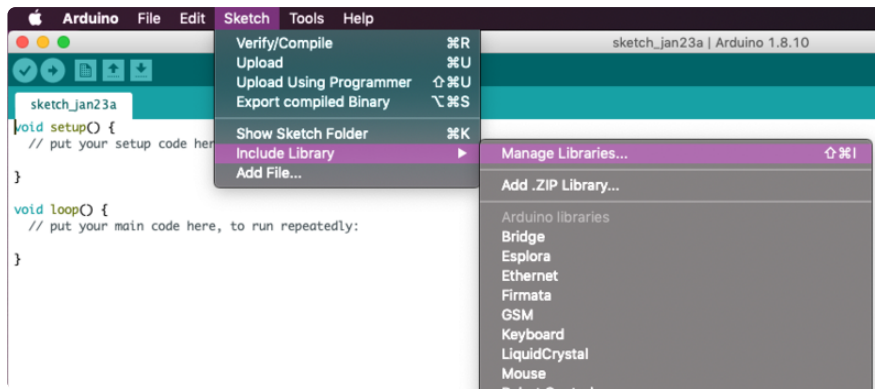 Arduino File Edit Sketch Tools Help
sketch_jan23a | Arduino 1.8.10
Verify/Compile ⌘R
Upload ⌘U
Upload Using Programmer ⇧⌘U
Export compiled Binary ⌥⌘S
Show Sketch Folder ⌘K
Include Library ▶
Add File...
Manage Libraries... ⇧⌘I
Add .ZIP Library...
Arduino libraries
Bridge
Esplora
Ethernet
Firmata
GSM
Keyboard
LiquidCrystal
Mouse
sketch_jan23a
void setup() {
// put your setup code her
}
void loop() {
// put your main code here, to run repeatedly:
}